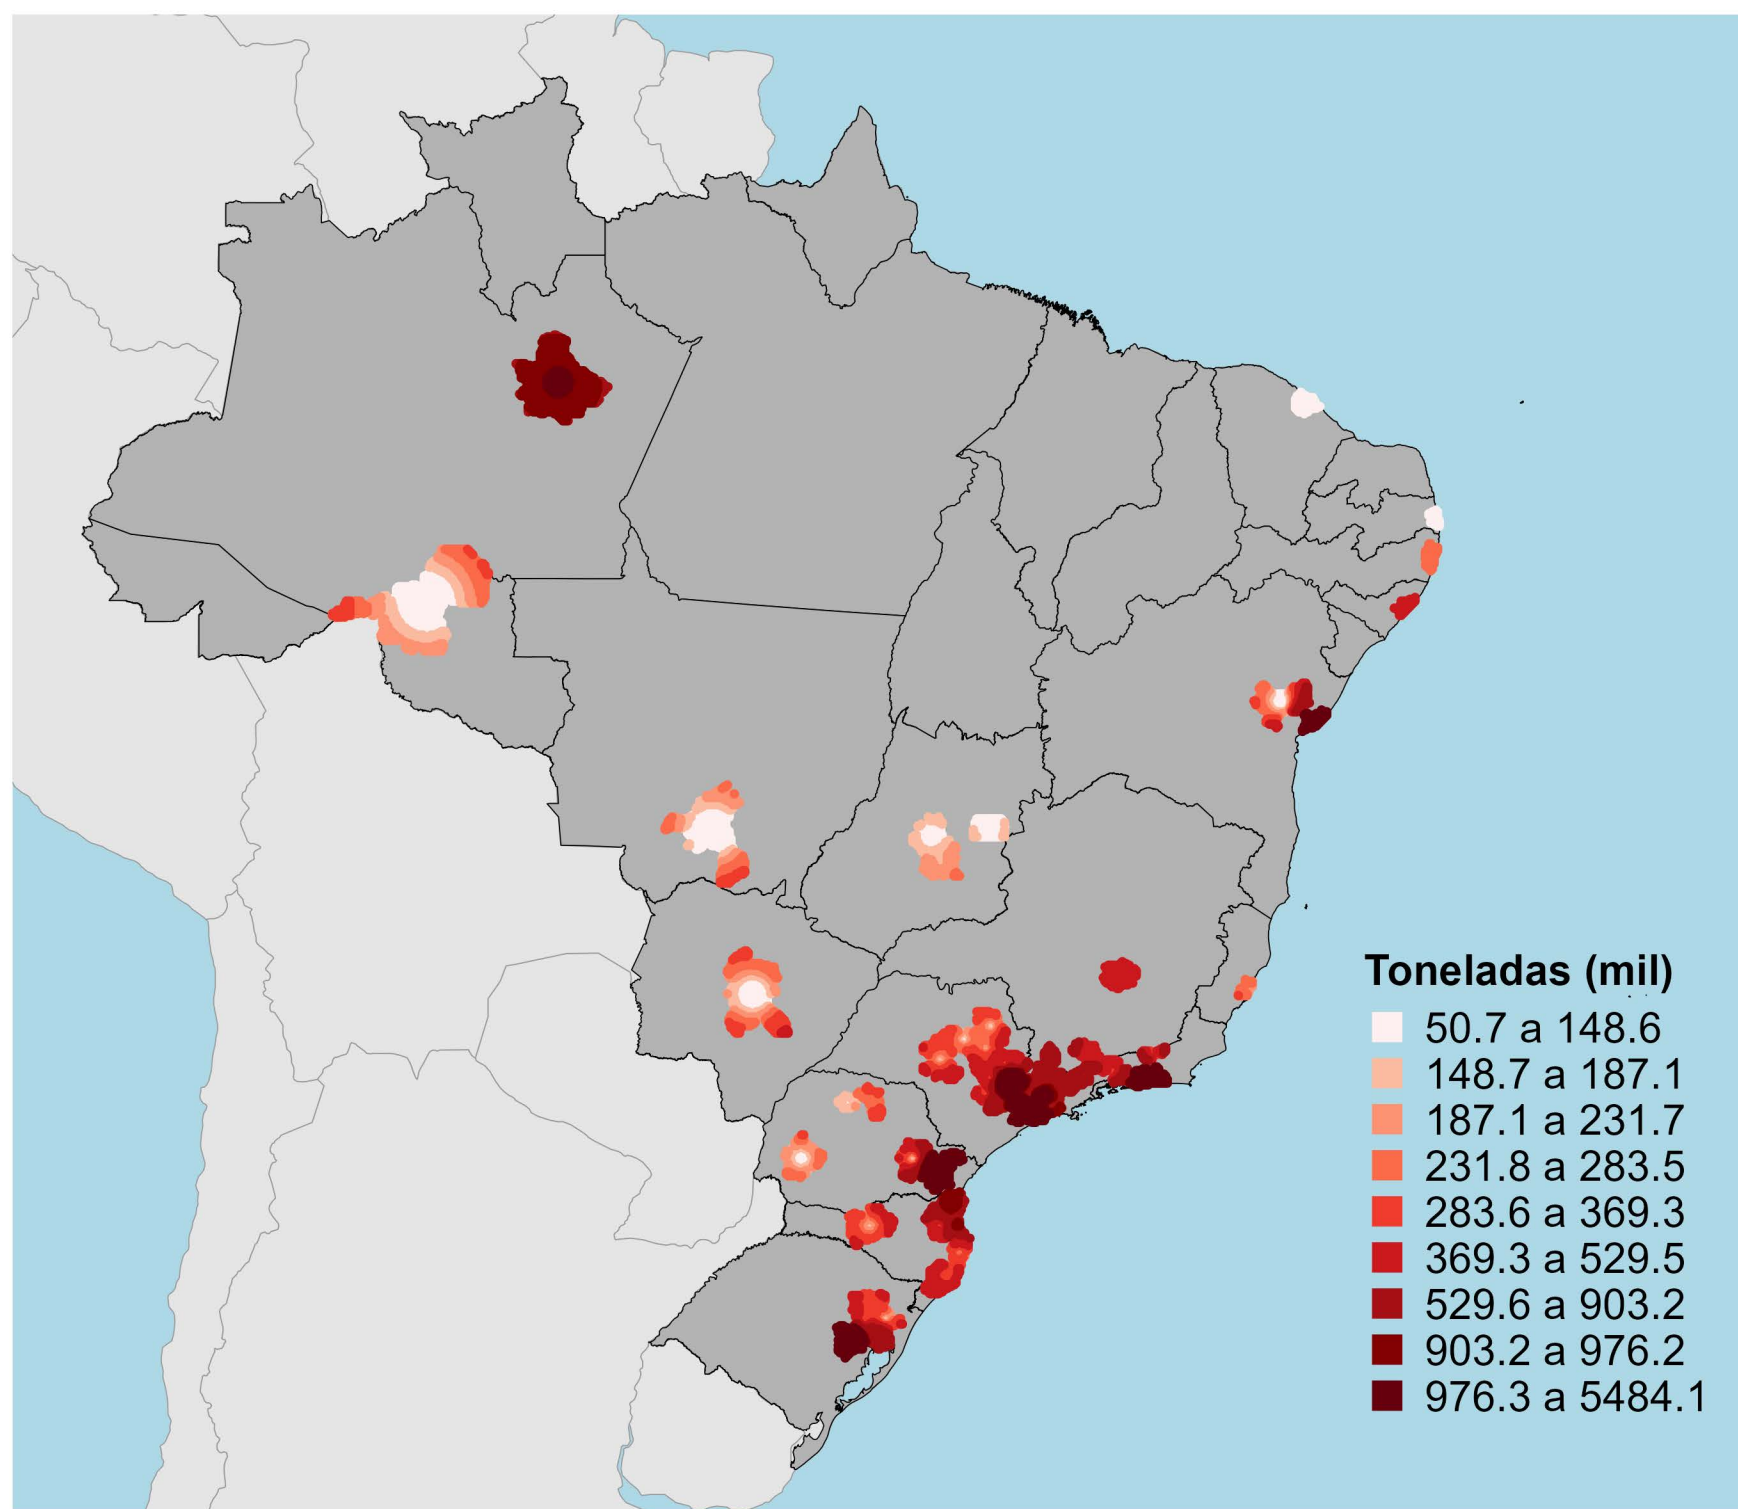 Toneladas (mil)
50.7 a 148.6
148.7 a 187.1
187.1 a 231.7
231.8 a 283.5
283.6 a 369.3
369.3 a 529.5
529.6 a 903.2
903.2 a 976.2
976.3 a 5484.1